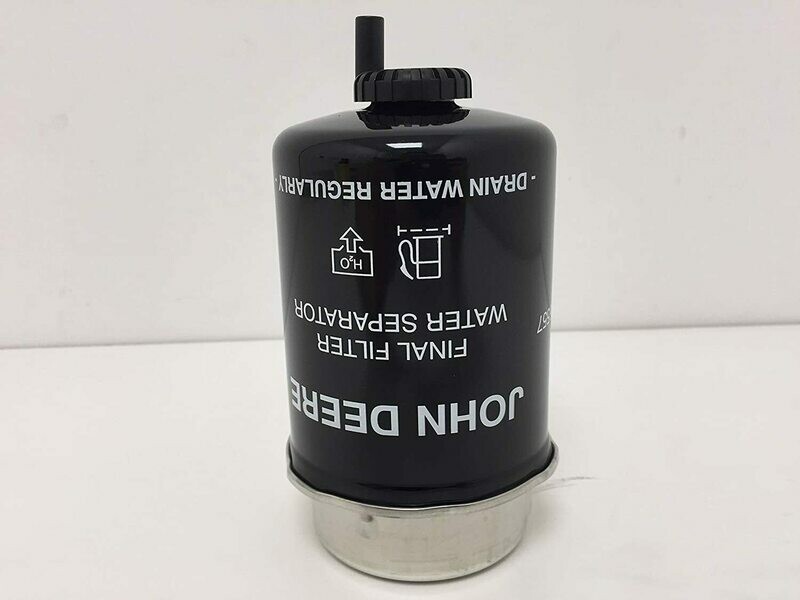 JOHN DEERE
FINAL FILTER
WATER SEPARATOR
H₂O
- DRAIN WATER REGULARLY -